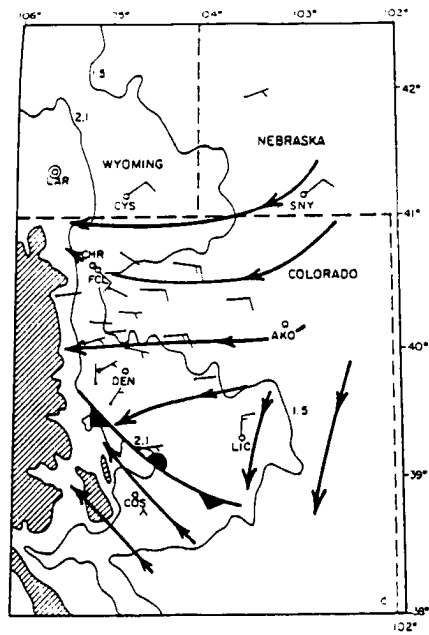 106° 105° 104° 103° 102°
1.5
42°
2.1
NEBRASKA
WYOMING
LAR
CYS
SNY
41°
CHR
FCL
COLORADO
AKO
40°
DEN
1.5
2.1
LIC
39°
COS
C
38°
102°